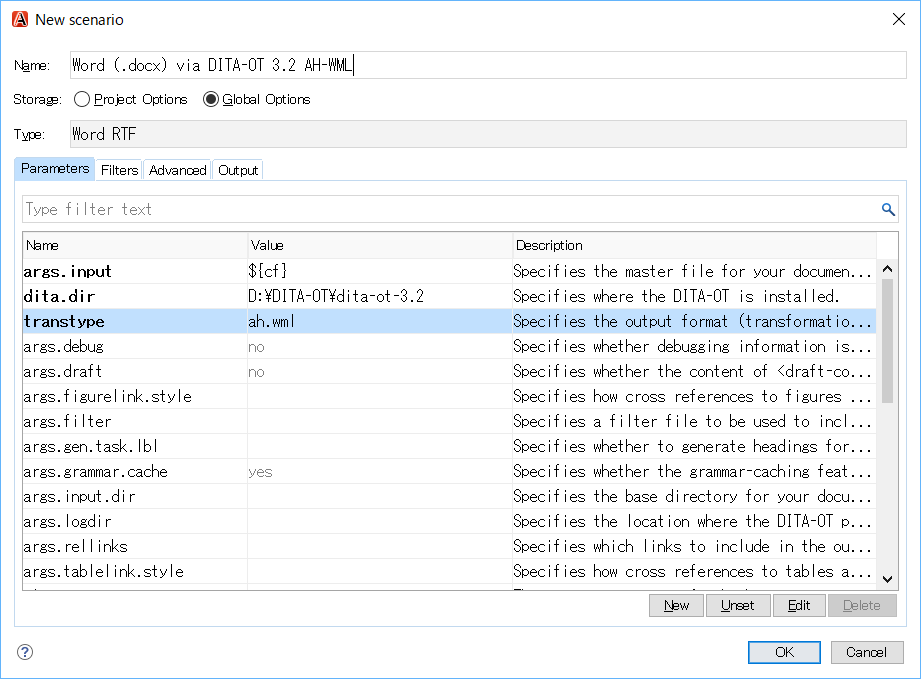 New scenario
Name: Word (.docx) via DITA-OT 3.2 AH-WML
Storage: Project Options Global Options
Type: Word RTF
Parameters Filters Advanced Output
Type filter text
Name Value Description
args.input ${cf} Specifies the master file for your documen...
dita.dir D:¥DITA-OT¥dita-ot-3.2 Specifies where the DITA-OT is installed.
transtype ah.wml Specifies the output format (transformatio...
args.debug no Specifies whether debugging information is...
args.draft no Specifies whether the content of <draft-co...
args.figurelink.style Specifies how cross references to figures ...
args.filter Specifies a filter file to be used to incl...
args.gen.task.lbl Specifies whether to generate headings for...
args.grammar.cache yes Specifies whether the grammar-caching feat...
args.input.dir Specifies the base directory for your docu...
args.logdir Specifies the location where the DITA-OT p...
args.rellinks Specifies which links to include in the ou...
args.tablelink.style Specifies how cross references to tables a...
New Unset Edit Delete
? OK Cancel